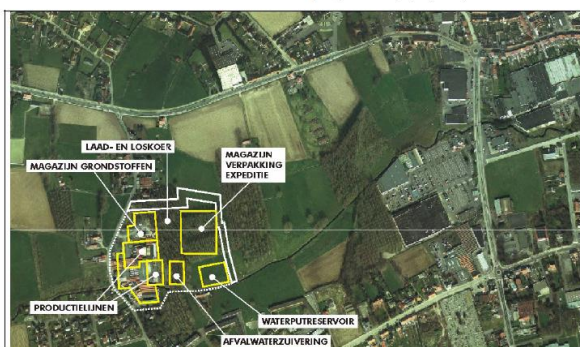 LAAD- EN LOSKOER
MAGAZIJN GRONDSTOFFEN
MAGAZIJN
VERPAKKING
EXPEDITIE
PRODUCTIELIJNEN
WATERPUTRESERVOIR
AFVALWATERZUIVERING